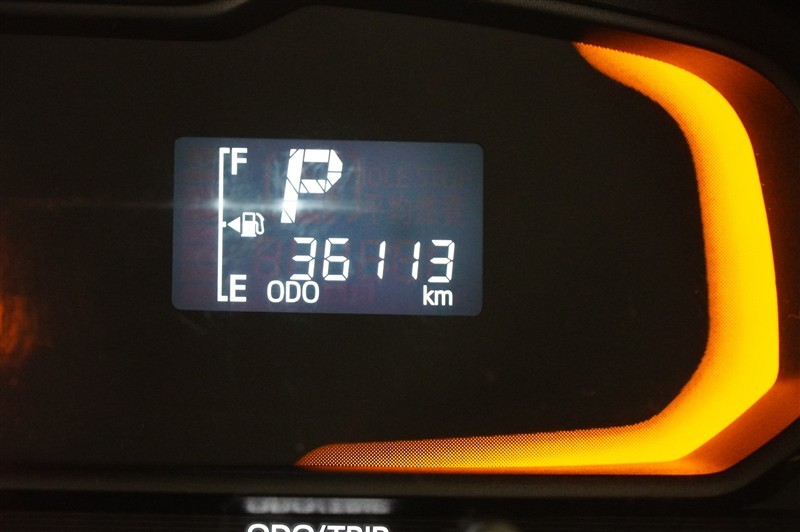 F
P
36113
E ODO km
ODO/TRIP